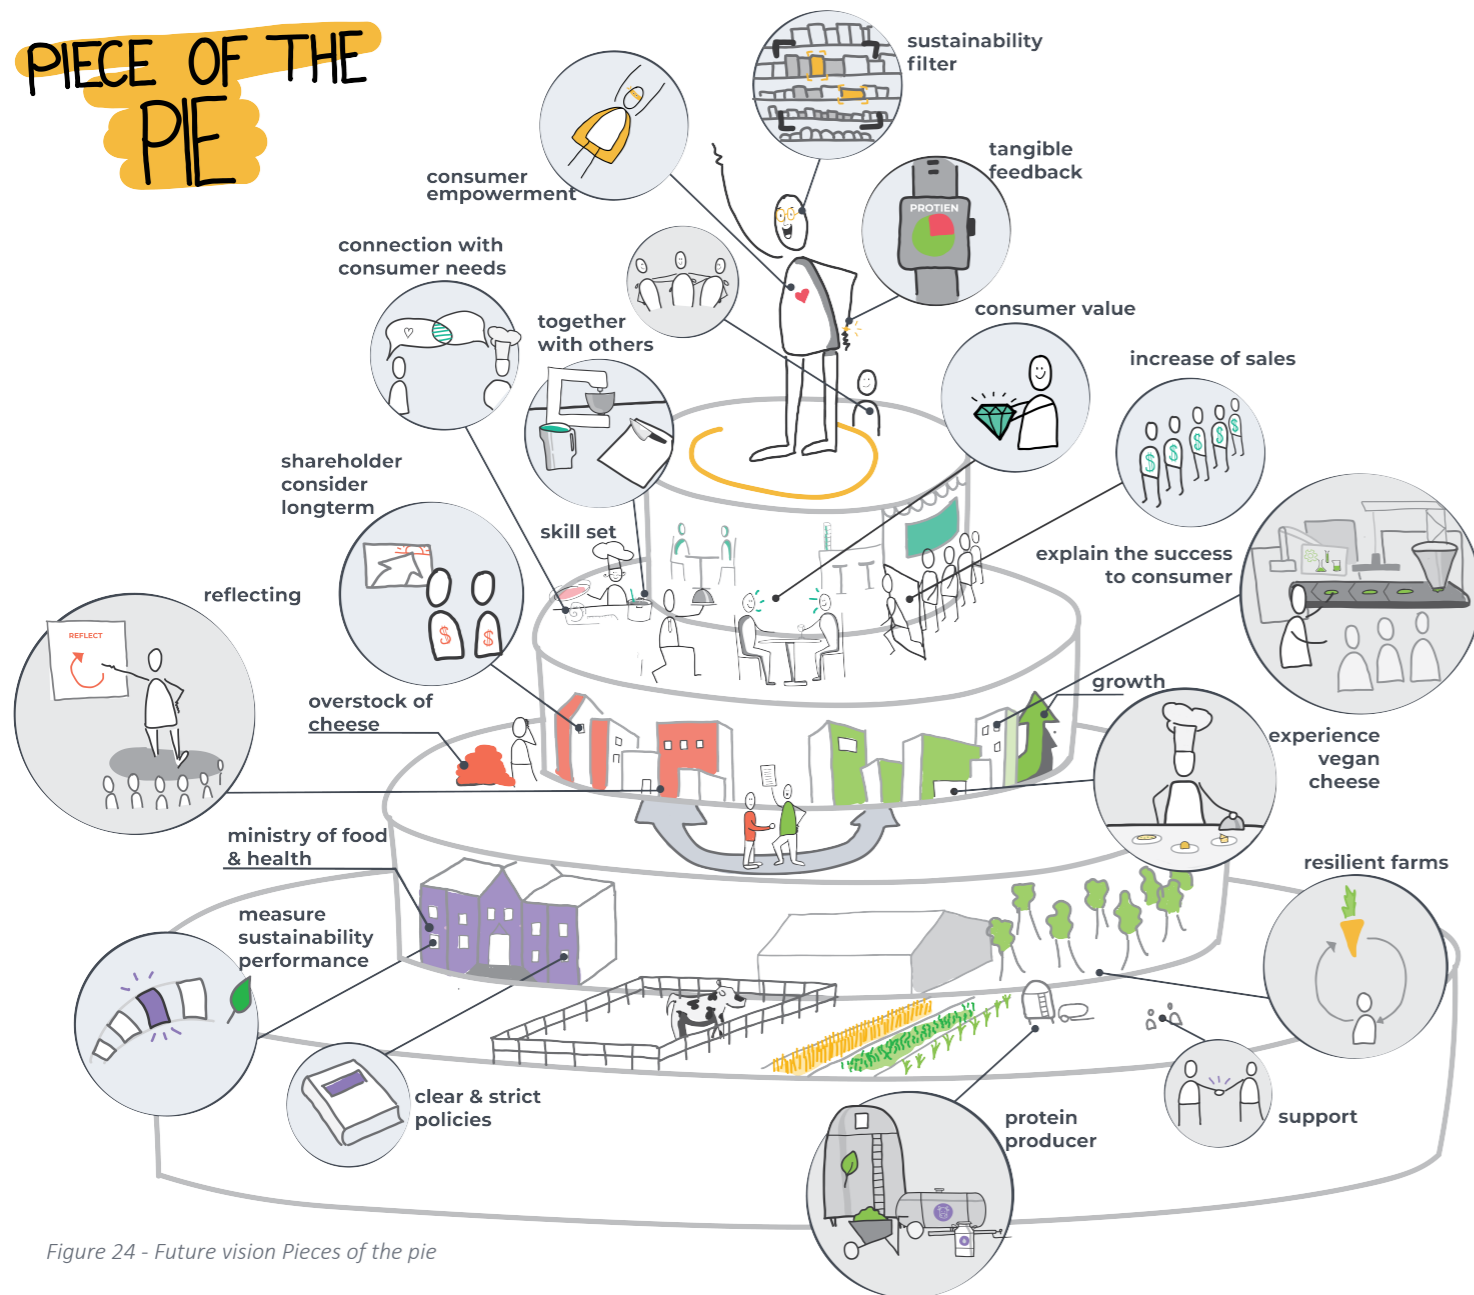 PIECE OF THE
PIE
sustainability
filter
tangible
feedback
PROTIEN
consumer
empowerment
connection with
consumer needs
together
with others
consumer value
increase of sales
shareholder
consider
longterm
skill set
explain the success
to consumer
reflecting
REFLECT
$ $
$ $ $ $ $
growth
overstock of
cheese
experience
vegan
cheese
ministry of food
& health
resilient farms
measure
sustainability
performance
clear & strict
policies
protein
producer
support
Figure 24 - Future vision Pieces of the pie